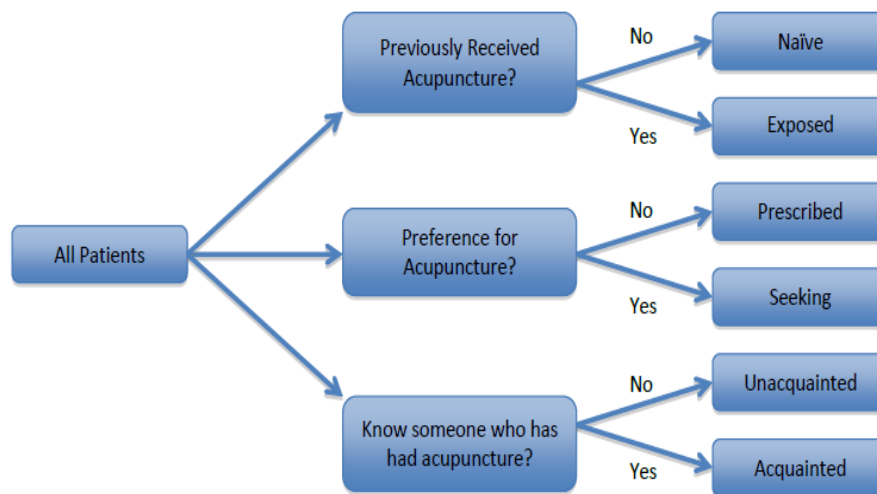 All Patients
Previously Received
Acupuncture?
No
Naïve
Yes
Exposed
Preference for
Acupuncture?
No
Prescribed
Yes
Seeking
Know someone who has
had acupuncture?
No
Unacquainted
Yes
Acquainted